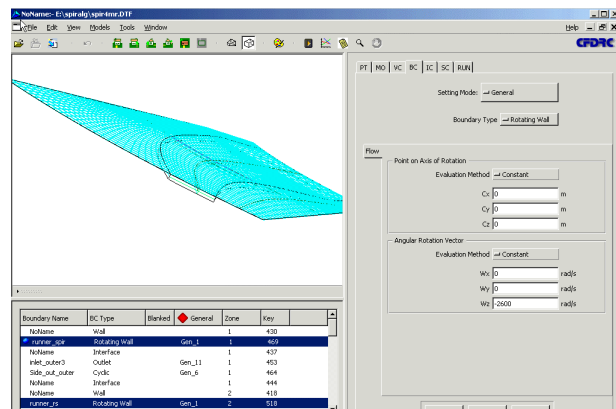 NoName:- E:\spiralg\spir4mr.DTF
File Edit View Models Tools Window Help
CFDRC
PT MO VC BC IC SC RUN
Setting Mode: General
Boundary Type Rotating Wall
Flow
Point on Axis of Rotation
Evaluation Method Constant
Cx 0 m
Cy 0 m
Cz 0 m
Angular Rotation Vector
Evaluation Method Constant
Wx 0 rad/s
Wy 0 rad/s
Wz -2600 rad/s
Boundary Name BC Type Blanked General Zone Key
NoName Wall 1 430
runner_spir Rotating Wall Gen_1 1 469
NoName Interface 1 437
inlet_outer3 Outlet Gen_11 1 453
Side_out_outer Cyclic Gen_6 1 464
NoName Interface 1 444
NoName Wall 2 418
runner_rs Rotating Wall Gen_1 2 518